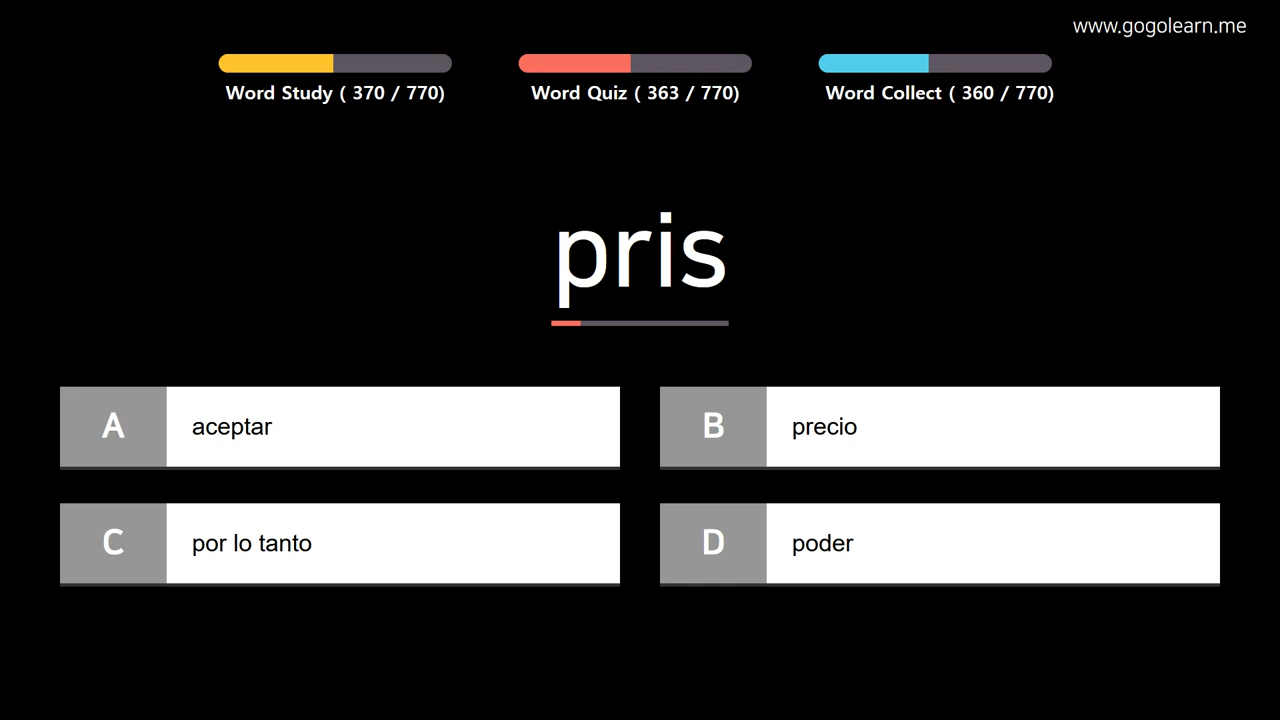 www.gogolearn.me
Word Study ( 370 / 770)
Word Quiz ( 363 / 770)
Word Collect ( 360 / 770)
pris
A aceptar
B precio
C por lo tanto
D poder